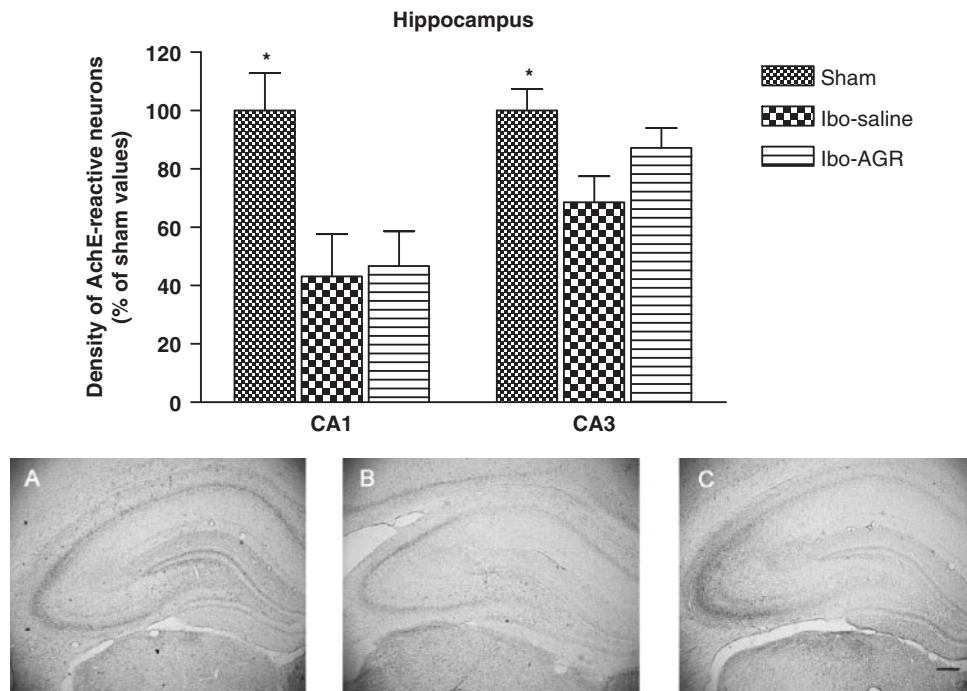 Hippocampus
Density of AchE-reactive neurons
(% of sham values)
120
100
80
60
40
20
0
*
*
CA1
CA3
Sham
Ibo-saline
Ibo-AGR
A
B
C